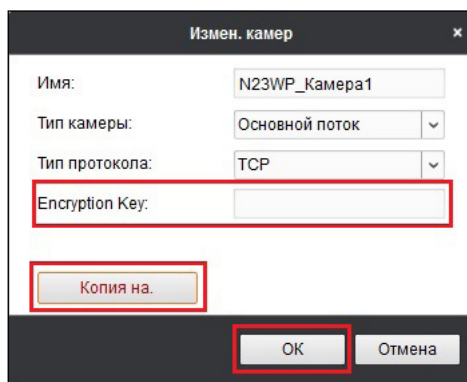 Измен. камер ×
Имя: N23WP_Камера1
Тип камеры: Основной поток
Тип протокола: TCP
Encryption Key:
Копия на.
OK Отмена